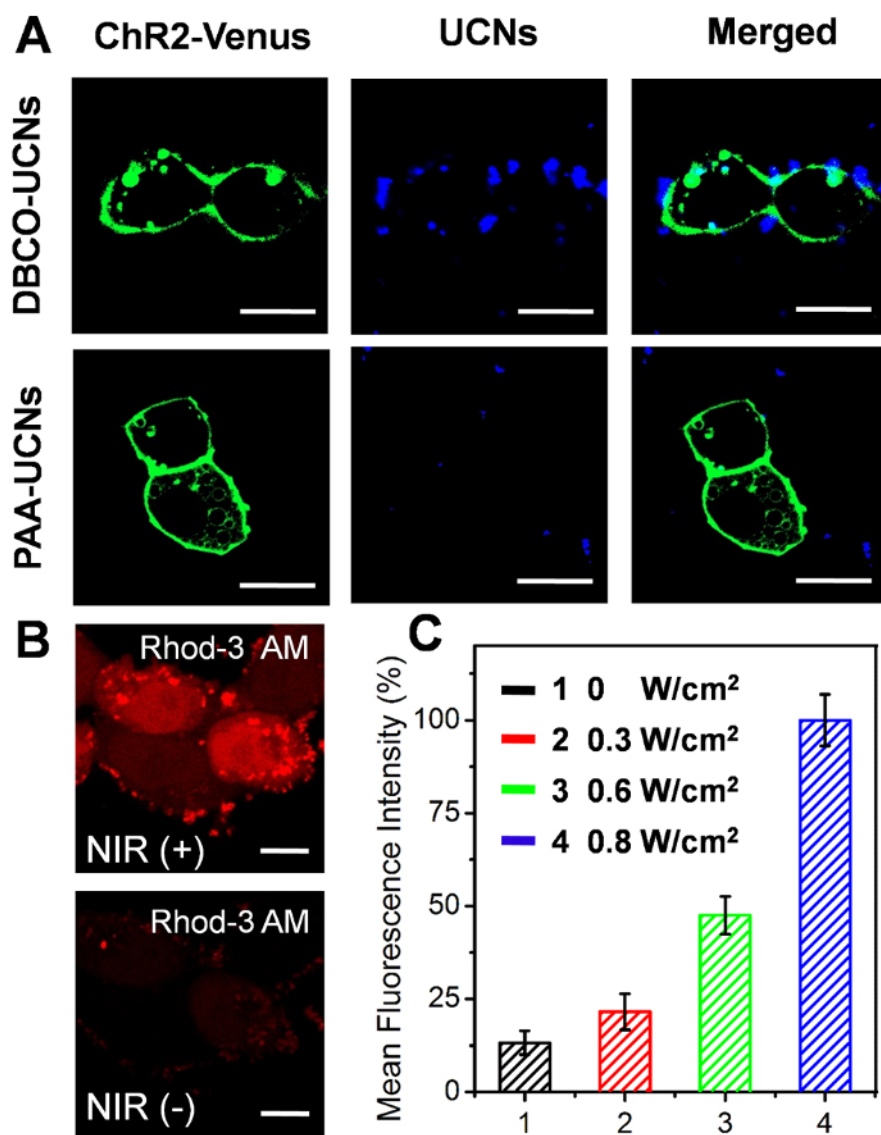 A
ChR2-Venus
UCNs
Merged
DBCO-UCNs
PAA-UCNs
B
Rhod-3 AM
NIR (+)
Rhod-3 AM
NIR (-)
C
Mean Fluorescence Intensity (%)
100
75
50
25
0
1 0 W/cm²
2 0.3 W/cm²
3 0.6 W/cm²
4 0.8 W/cm²
1 2 3 4